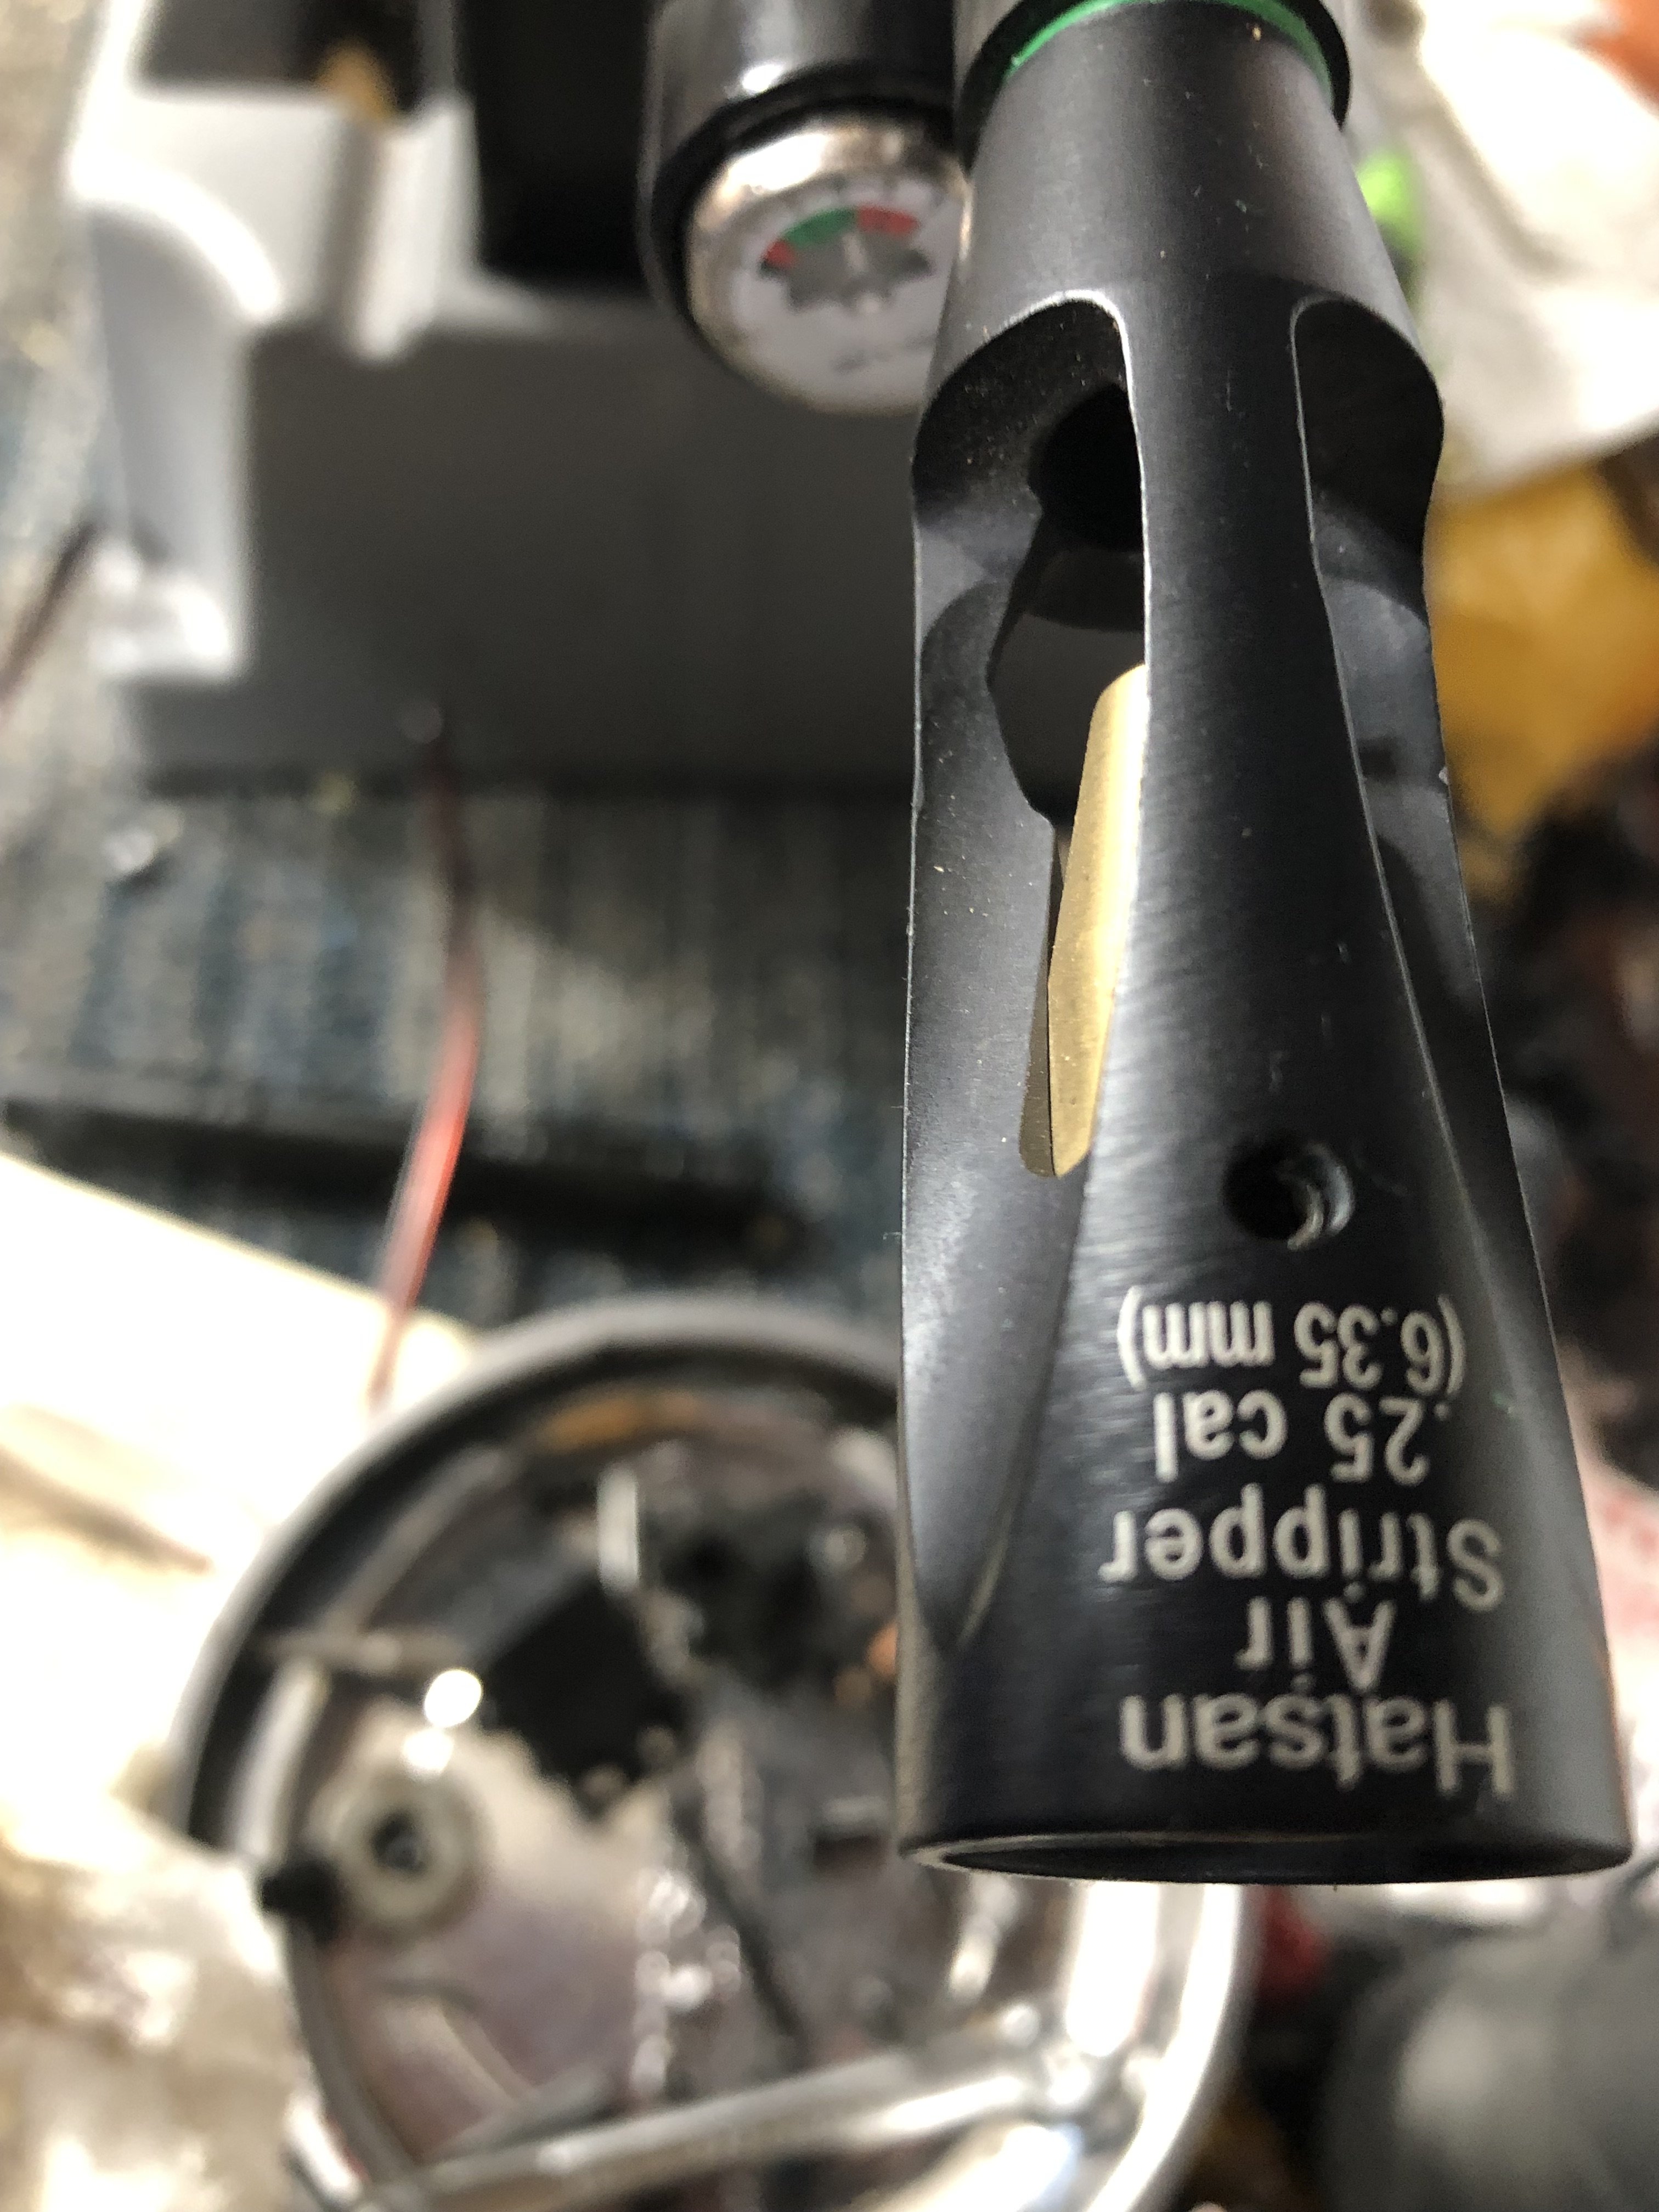 Hatsan
Air
Stripper
.25 cal
(6.35 mm)